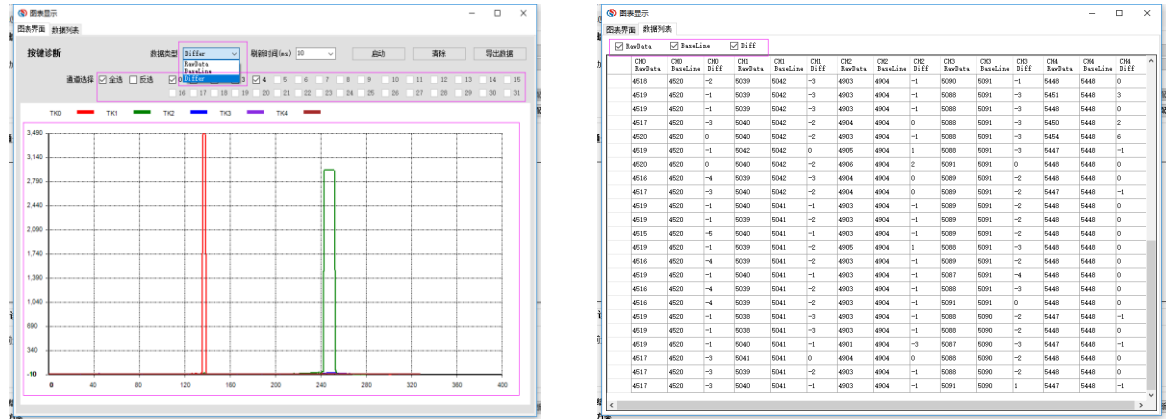 图表显示
图表界面 数据列表
按键诊断 数据类型 Differ 刷新时间(ms) 10 启动 清除 导出数据
RawData
BaseLine
Differ
通道选择 全选 反选 0 3 4 5 6 7 8 9 10 11 12 13 14 15
16 17 18 19 20 21 22 23 24 25 26 27 28 29 30 31
TK0 TK1 TK2 TK3 TK4
3,490
3,140
2,790
2,440
2,090
1,740
1,390
1,040
690
340
-10
0 40 80 120 160 200 240 280 320 360 400
图表显示
图表界面 数据列表
RawData BaseLine Diff
CH0 RawData CH0 BaseLine CH0 Diff CH1 RawData CH1 BaseLine CH1 Diff CH2 RawData CH2 BaseLine CH2 Diff CH3 RawData CH3 BaseLine CH3 Diff CH4 RawData CH4 BaseLine CH4 Diff
4518 4520 -2 5039 5042 -3 4903 4904 -1 5090 5091 -1 5448 5448 0
4519 4520 -1 5039 5042 -3 4903 4904 -1 5088 5091 -3 5451 5448 3
4519 4520 -1 5039 5042 -3 4903 4904 -1 5088 5091 -3 5448 5448 0
4517 4520 -3 5040 5042 -2 4904 4904 0 5088 5091 -3 5450 5448 2
4520 4520 0 5040 5042 -2 4903 4904 -1 5088 5091 -3 5454 5448 6
4519 4520 -1 5042 5042 0 4905 4904 1 5088 5091 -3 5447 5448 -1
4520 4520 0 5040 5042 -2 4906 4904 2 5091 5091 0 5448 5448 0
4516 4520 -4 5039 5042 -3 4904 4904 0 5089 5091 -2 5448 5448 0
4517 4520 -3 5040 5042 -2 4904 4904 0 5089 5091 -2 5447 5448 -1
4519 4520 -1 5040 5041 -1 4903 4904 -1 5089 5091 -2 5448 5448 0
4519 4520 -1 5039 5041 -2 4903 4904 -1 5089 5091 -2 5448 5448 0
4515 4520 -5 5040 5041 -1 4903 4904 -1 5089 5091 -2 5448 5448 0
4519 4520 -1 5039 5041 -2 4905 4904 1 5088 5091 -3 5448 5448 0
4516 4520 -4 5039 5041 -2 4903 4904 -1 5089 5091 -2 5448 5448 0
4519 4520 -1 5040 5041 -1 4903 4904 -1 5087 5091 -4 5448 5448 0
4516 4520 -4 5039 5041 -2 4903 4904 -1 5088 5091 -3 5448 5448 0
4516 4520 -4 5039 5041 -2 4903 4904 -1 5091 5091 0 5448 5448 0
4519 4520 -1 5038 5041 -3 4903 4904 -1 5088 5090 -2 5447 5448 -1
4519 4520 -1 5038 5041 -3 4903 4904 -1 5088 5090 -2 5448 5448 0
4519 4520 -1 5040 5041 -1 4901 4904 -3 5087 5090 -3 5447 5448 -1
4517 4520 -3 5041 5041 0 4904 4904 0 5088 5090 -2 5448 5448 0
4517 4520 -3 5039 5041 -2 4903 4904 -1 5088 5090 -2 5448 5448 0
4517 4520 -3 5040 5041 -1 4903 4904 -1 5091 5090 1 5447 5448 -1